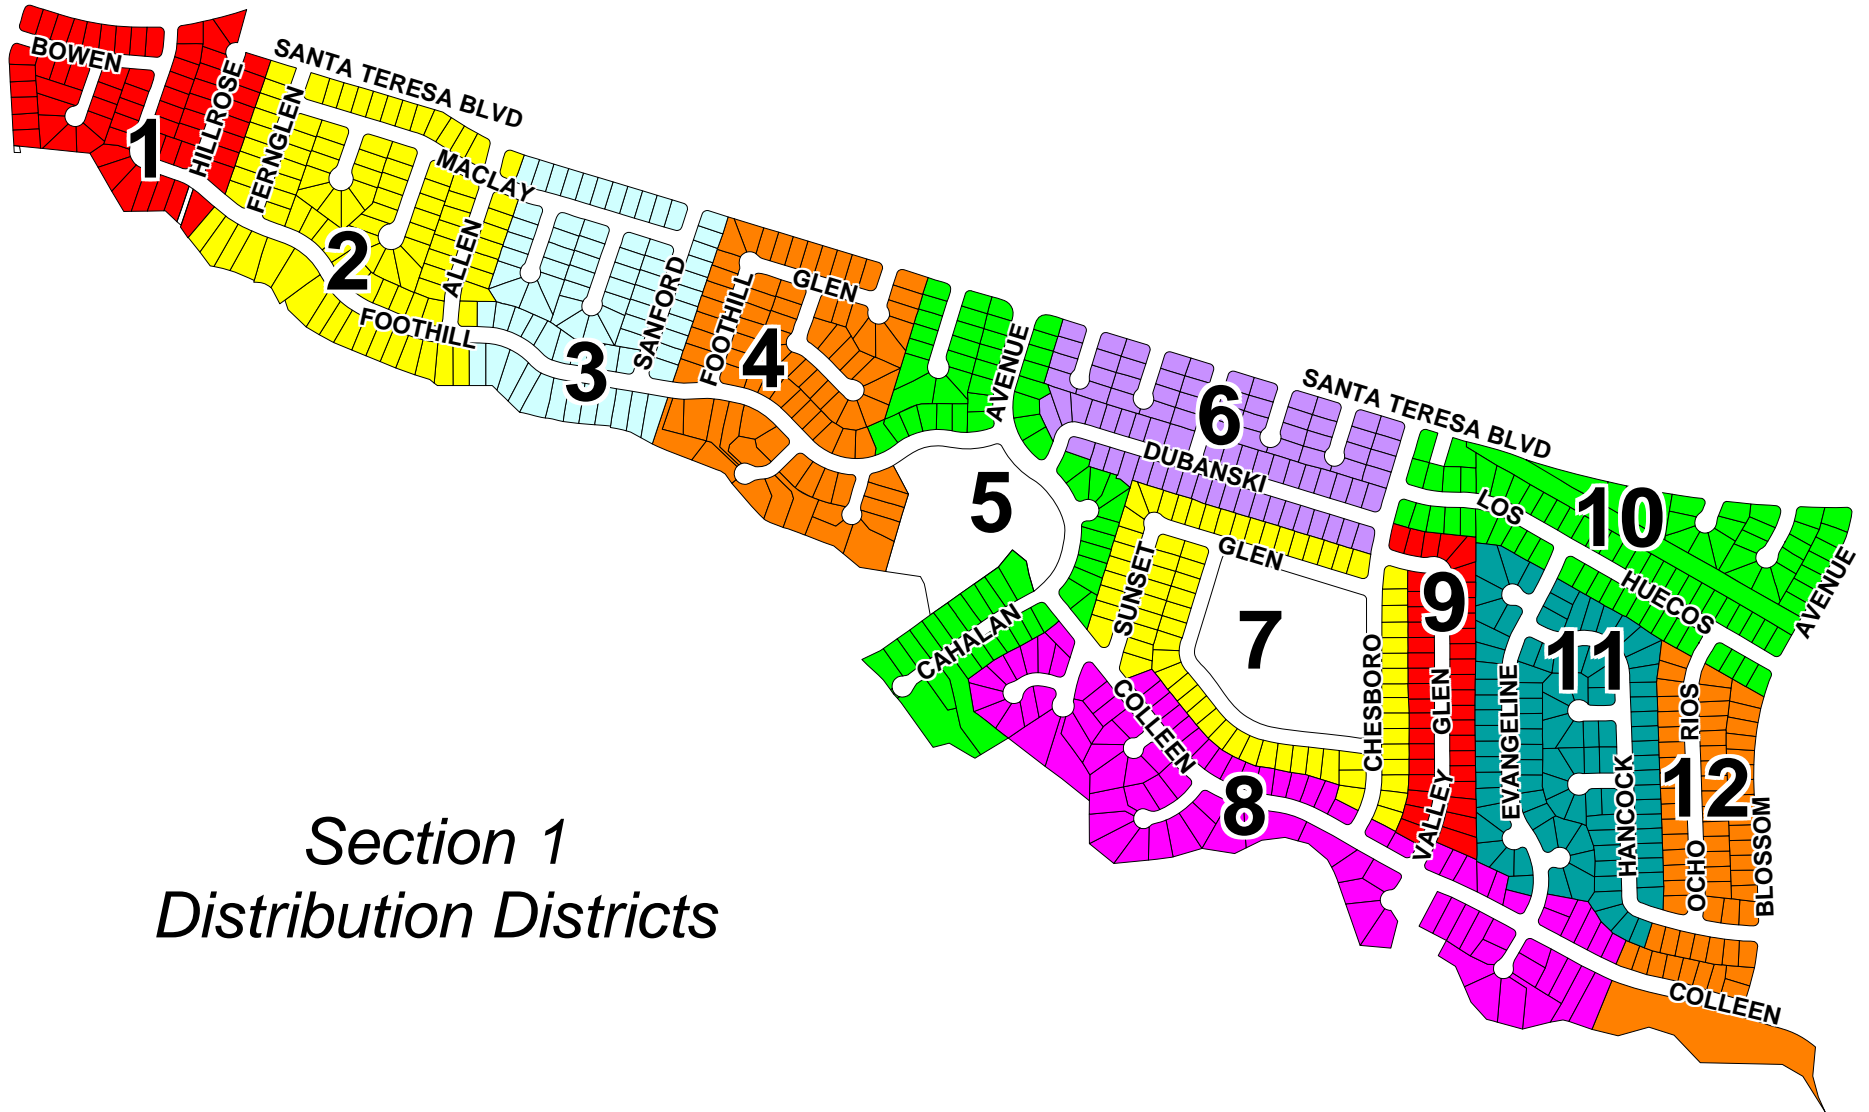 BOWEN
SANTA TERESA BLVD
HILLROSE
1
FERNGLEN
MACLAY
2
ALLEN
FOOTHILL
SANFORD
3
FOOTHILL
GLEN
4
AVENUE
5
SANTA TERESA BLVD
6
DUBANSKI
GLEN
SUNSET
7
CAHALAN
CHESBORO
COLLEEN
8
LOS
10
HUECOS
AVENUE
9
GLEN
VALLEY
11
EVANGELINE
HANCOCK
RIOS
12
OCHO
BLOSSOM
COLLEEN
Section 1
Distribution Districts